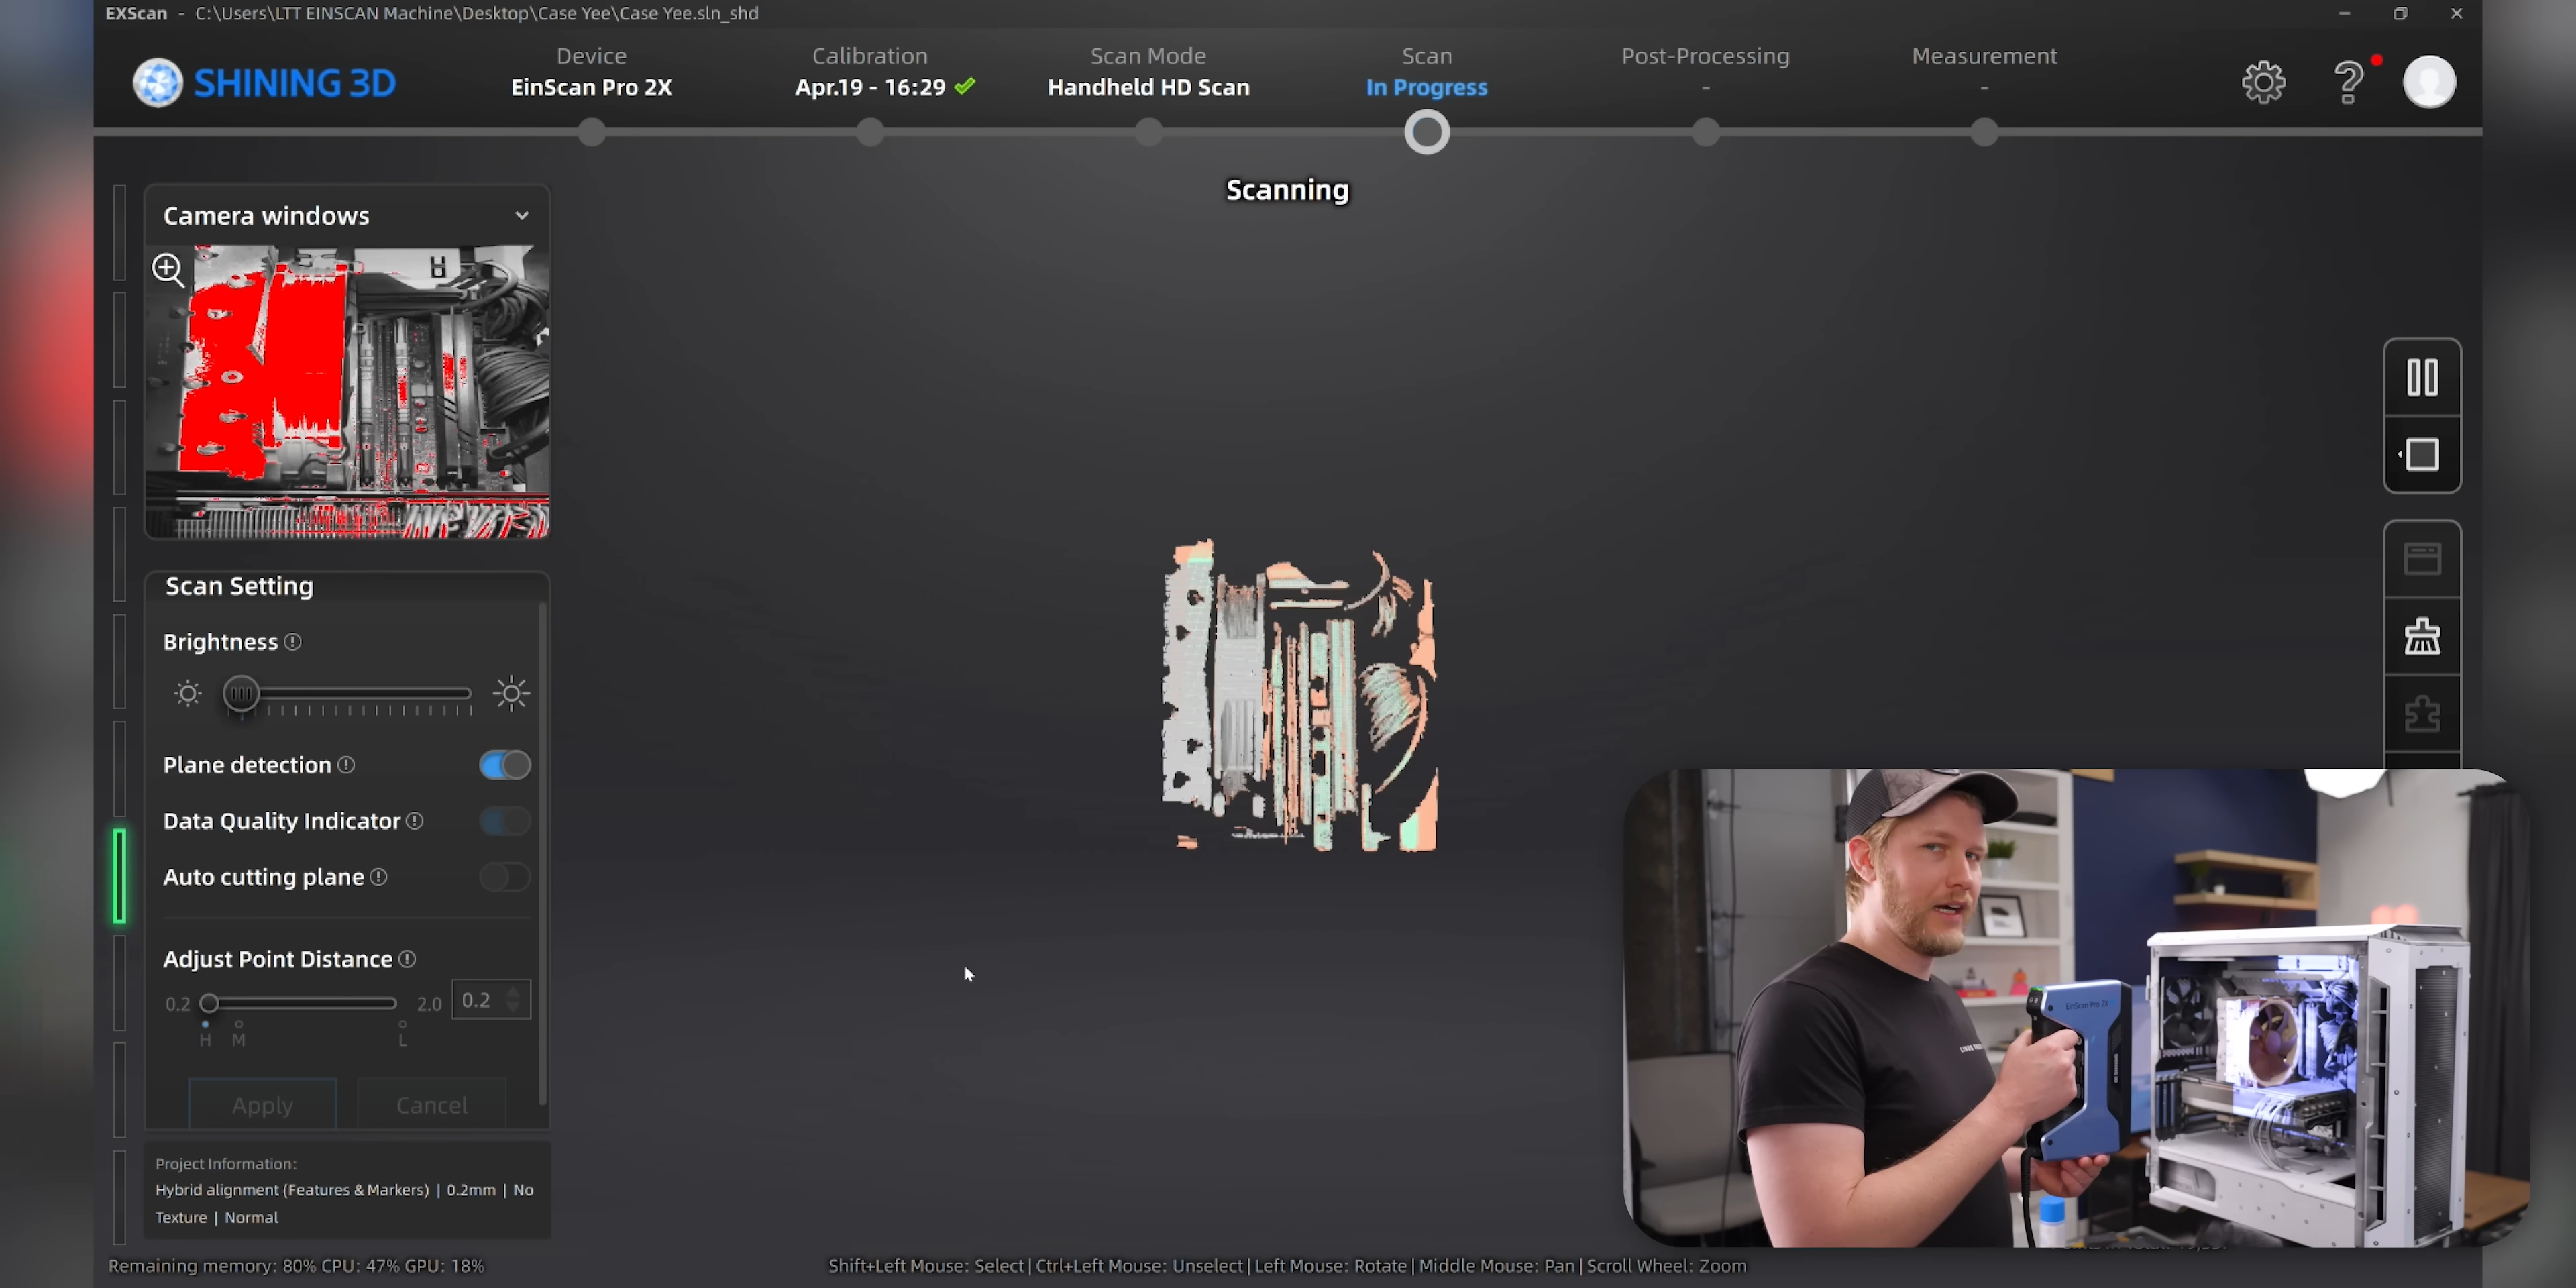 EXScan - C:\Users\LTT EINSCAN Machine\Desktop\Case Yee\Case Yee.sln_shd
SHINING 3D
Device
EinScan Pro 2X
Calibration
Apr.19 - 16:29
Scan Mode
Handheld HD Scan
Scan
In Progress
Post-Processing
-
Measurement
-
Scanning
Camera windows
Scan Setting
Brightness
Plane detection
Data Quality Indicator
Auto cutting plane
Adjust Point Distance
0.2 2.0 0.2
H M L
Apply Cancel
EinScan Pro 2X
Project Information:
Hybrid alignment (Features & Markers) | 0.2mm | No
Texture | Normal
Remaining memory: 80% CPU: 47% GPU: 18%
Shift+Left Mouse: Select | Ctrl+Left Mouse: Unselect | Left Mouse: Rotate | Middle Mouse: Pan | Scroll Wheel: Zoom